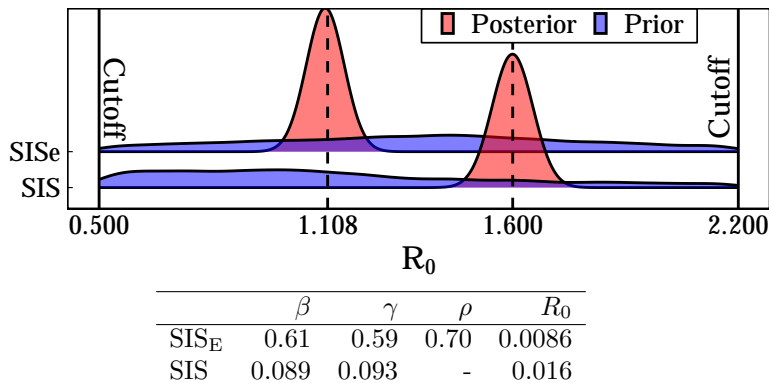 Posterior Prior
Cutoff
Cutoff
SISe
SIS
0.500 1.108 1.600 2.200
R0
β γ ρ R0
SISE 0.61 0.59 0.70 0.0086
SIS 0.089 0.093 - 0.016